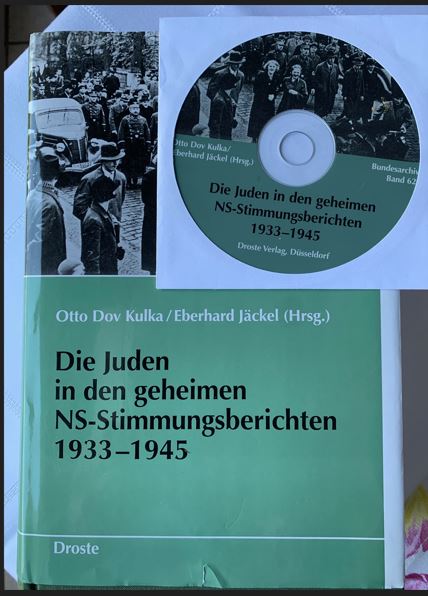 Otto Dov Kulka/
Eberhard Jäckel (Hrsg.)
Bundesarchiv
Band 62
Die Juden in den geheimen
NS-Stimmungsberichten
1933–1945
Droste Verlag, Düsseldorf
Otto Dov Kulka/Eberhard Jäckel (Hrsg.)
Die Juden
in den geheimen
NS-Stimmungsberichten
1933–1945
Droste